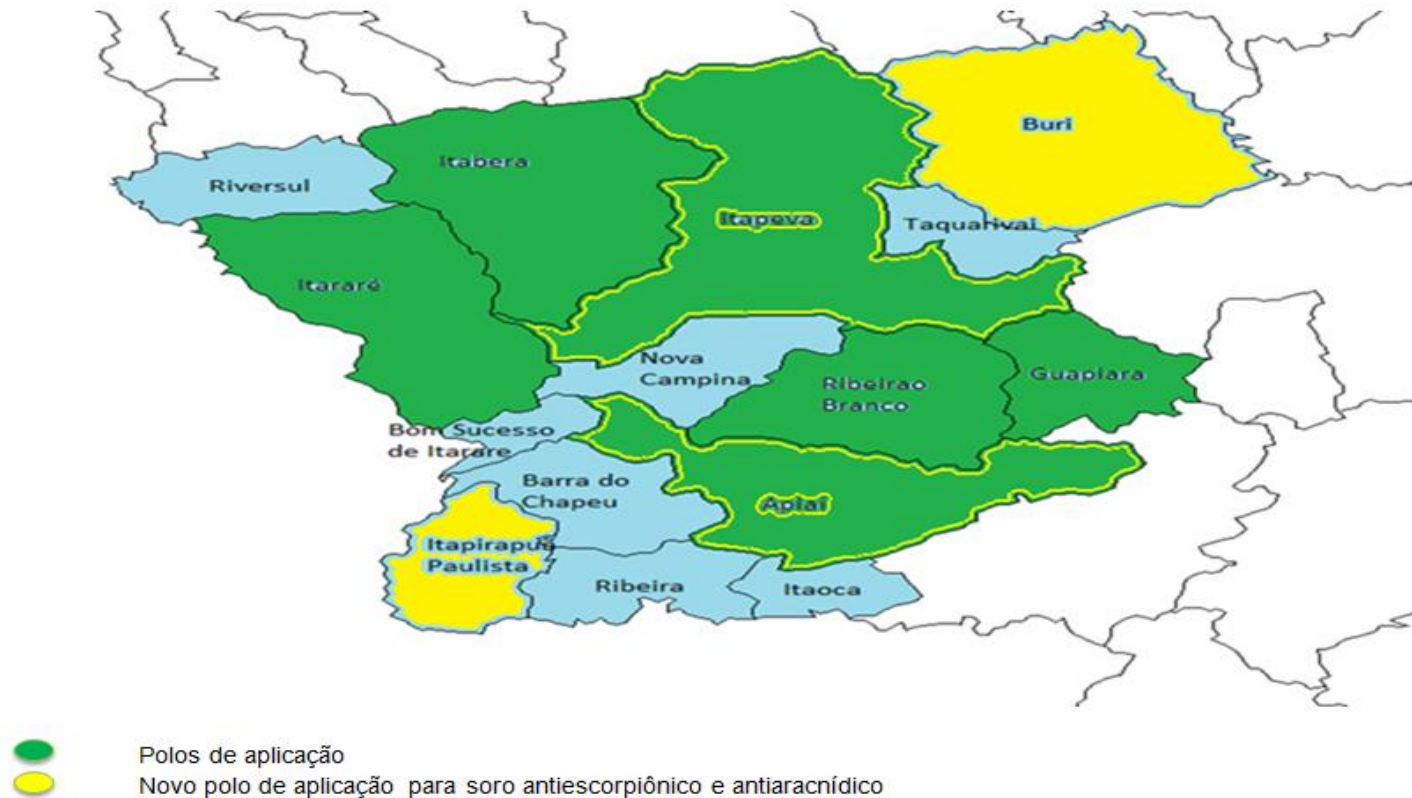 Buri
Itabera
Riversul
Itapeva
Taquarivai
Itararé
Nova
Campina
Ribeirao
Branco
Guapiara
Bom Sucesso
de Itarare
Barra do
Chapeu
Apiaí
Itapirapuã
Paulista
Ribeira
Itaoca
Polos de aplicação
Novo polo de aplicação para soro antiescorpiônico e antiaracnídico